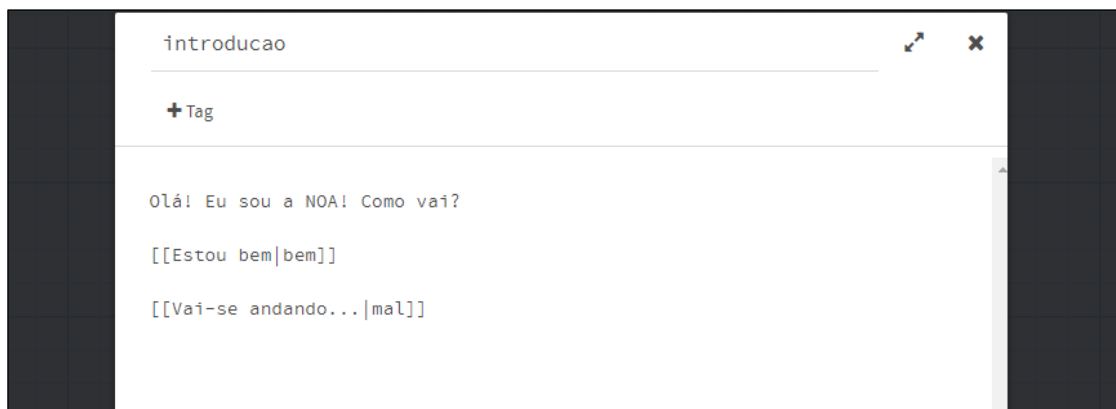 introducao
+ Tag
Olá! Eu sou a NOA! Como vai?
[[Estou bem|bem]]
[[Vai-se andando...|mal]]